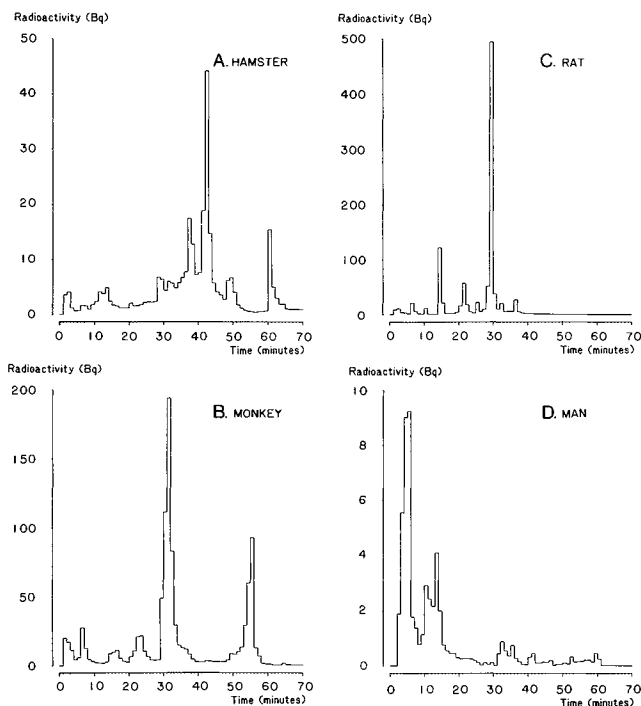 Radioactivity (Bq)
50
40
30
20
10
0
A. HAMSTER
0 10 20 30 40 50 60 70
Time (minutes)
Radioactivity (Bq)
500
400
300
200
100
0
C. RAT
0 10 20 30 40 50 60 70
Time (minutes)
Radioactivity (Bq)
200
150
100
50
0
B. MONKEY
0 10 20 30 40 50 60 70
Time (minutes)
Radioactivity (Bq)
10
8
6
4
2
0
D. MAN
0 10 20 30 40 50 60 70
Time (minutes)